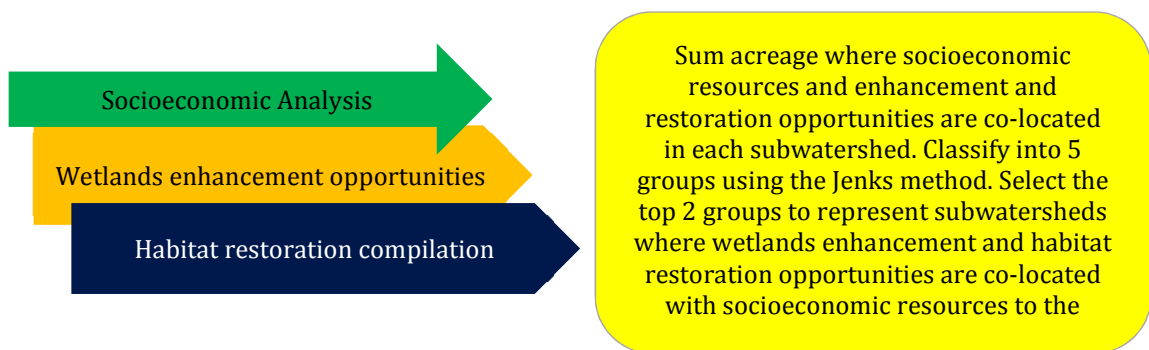 Socioeconomic Analysis
Wetlands enhancement opportunities
Habitat restoration compilation
Sum acreage where socioeconomic
resources and enhancement and
restoration opportunities are co-located
in each subwatershed. Classify into 5
groups using the Jenks method. Select the
top 2 groups to represent subwatersheds
where wetlands enhancement and habitat
restoration opportunities are co-located
with socioeconomic resources to the